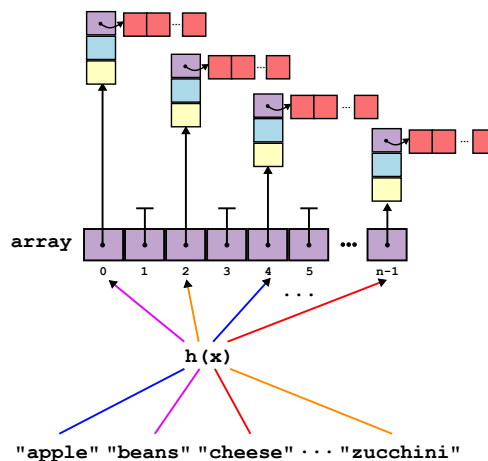 array
0 1 2 3 4 5 n-1
...
h(x)
"apple" "beans" "cheese" ... "zucchini"